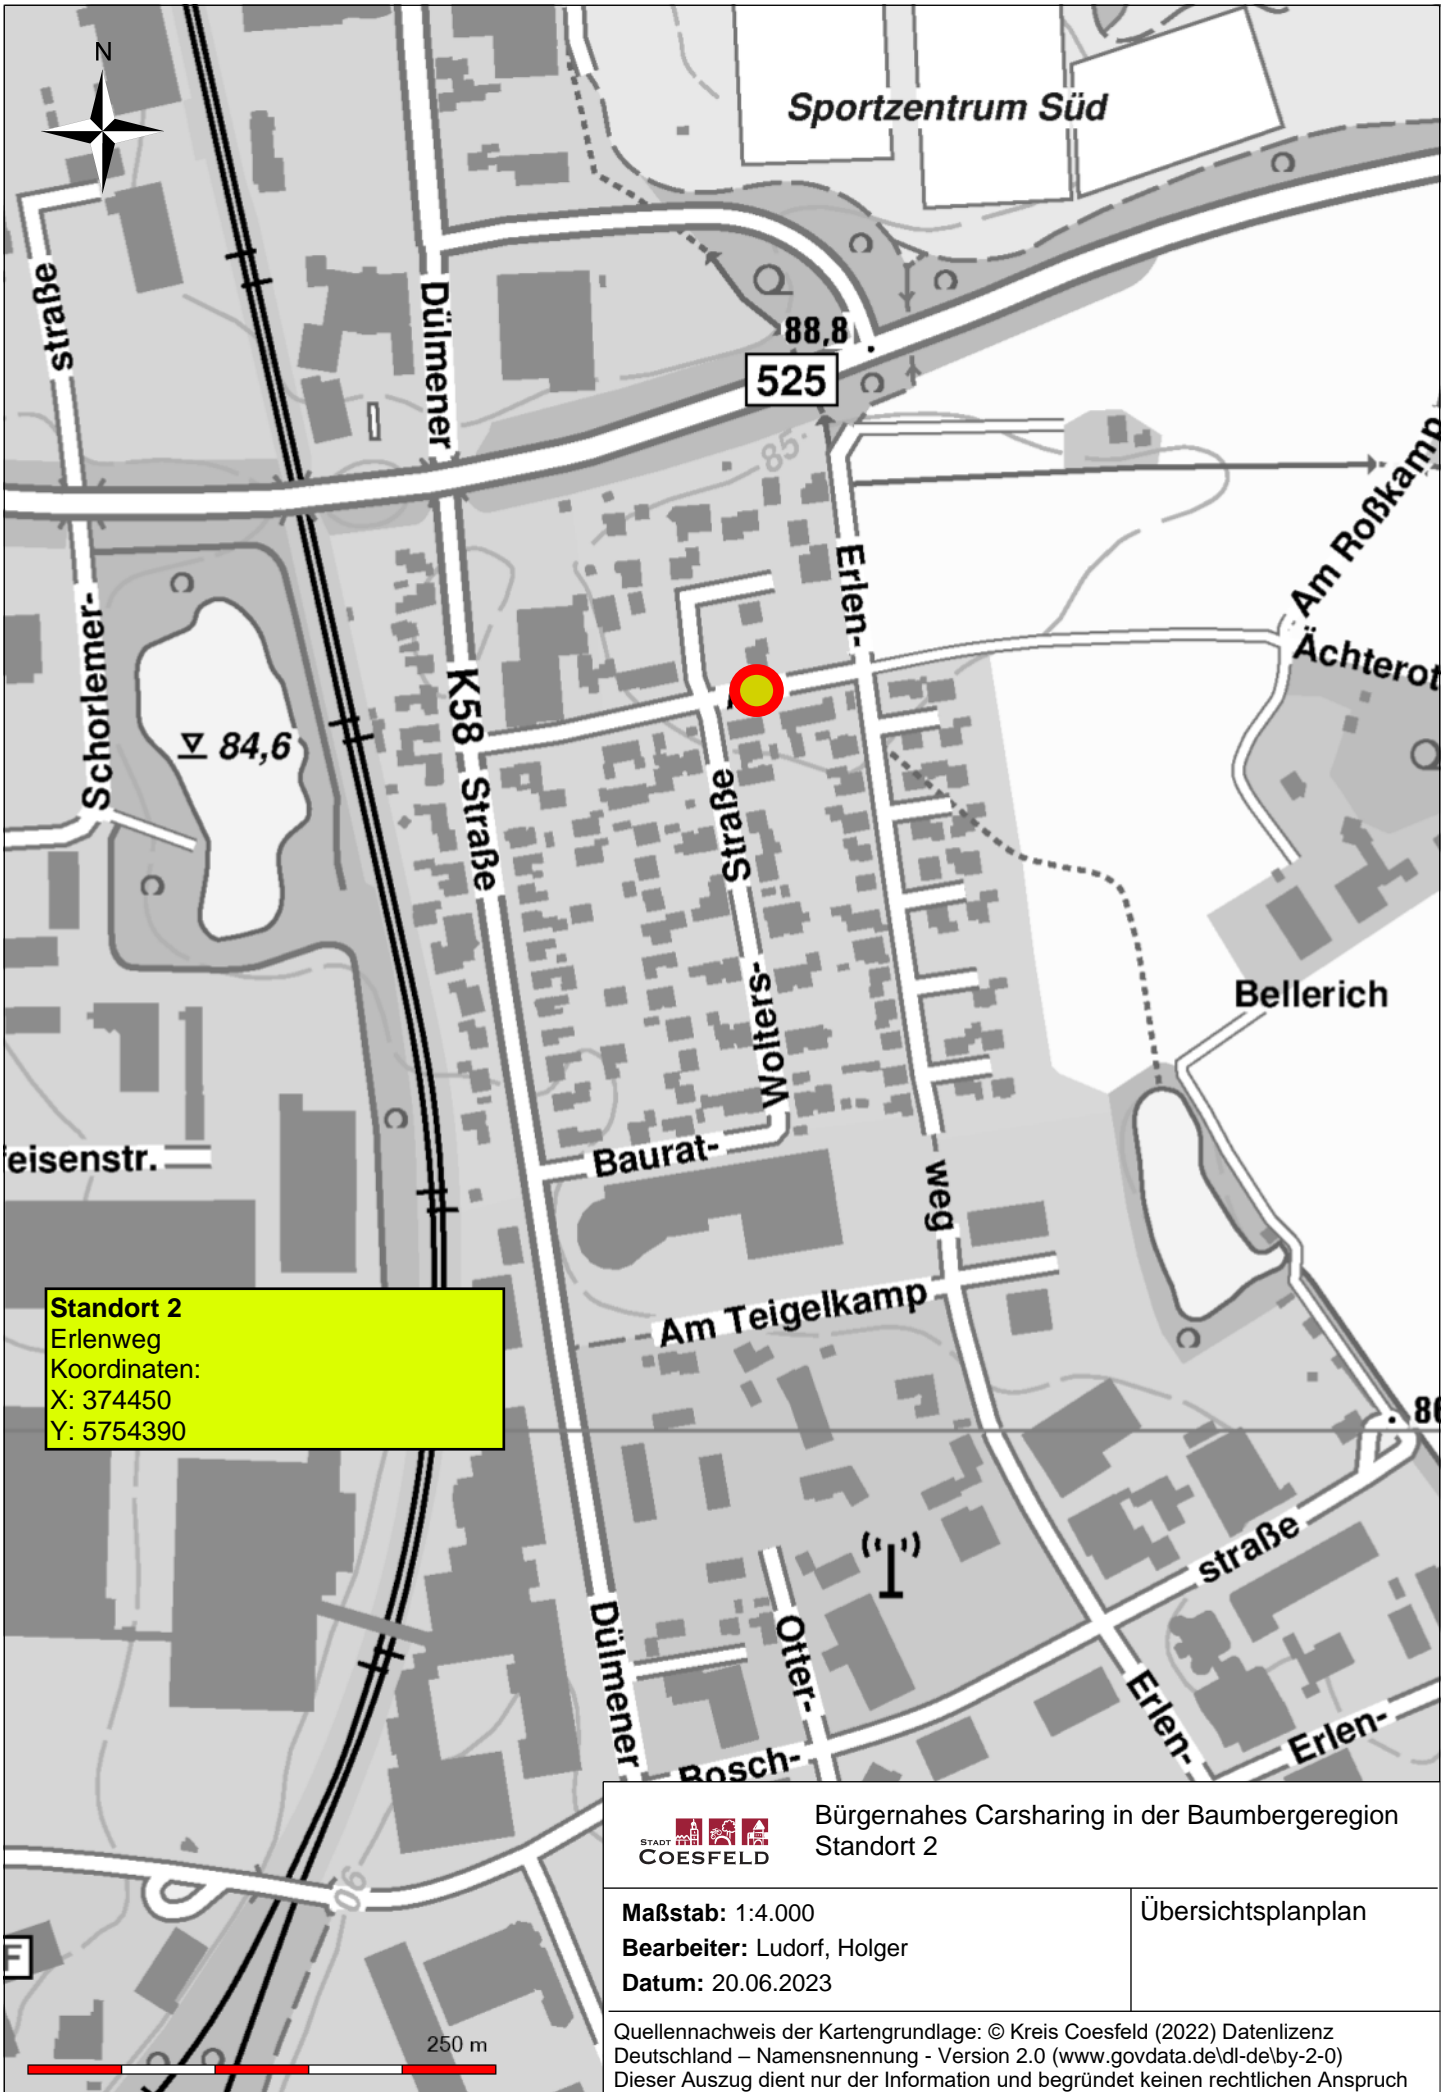 N
Sportzentrum Süd
straße
Dülmener
88,8
525
85
Am Roßkamp
Erlen-
Ächterot
Schorlemer-
K58
84,6
Straße
Straße
Wolters-
Bellerich
eisenstr.
Baurat-
weg
Am Teigelkamp
Standort 2
Erlenweg
Koordinaten:
X: 374450
Y: 5754390
86
straße
Dülmener
Otter-
Erlen-
Erlen-
Bosch-
90
F
250 m
STADT
COESFELD
Bürgernahes Carsharing in der Baumbergeregion
Standort 2
Maßstab: 1:4.000
Bearbeiter: Ludorf, Holger
Datum: 20.06.2023
Übersichtsplanplan
Quellennachweis der Kartengrundlage: © Kreis Coesfeld (2022) Datenlizenz
Deutschland – Namensnennung - Version 2.0 (www.govdata.de\dl-de\by-2-0)
Dieser Auszug dient nur der Information und begründet keinen rechtlichen Anspruch